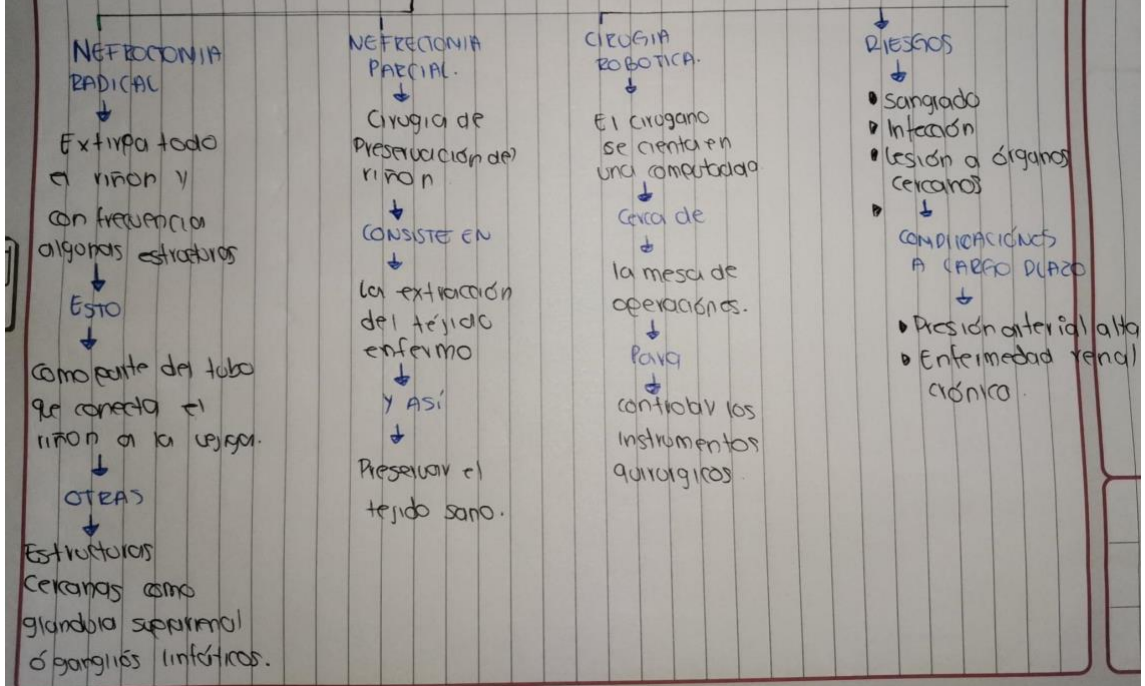 NEFROCTONIA
RADICAL
Extirpa todo
el riñon y
con frecuencia
algunas estructuras
ESTO
como parte del tubo
que conecta el
riñon a la vejiga.
OTRAS
Estructuras
cercanas como
glandula suprarrenal
ó ganglios linfáticos.
NEFRECTONIA
PARCIAL.
Cirugia de
Preservación del
riñon
CONSISTE EN
la extracción
del téjido
enfermo
Y ASÍ
Preservar el
tejido sano.
CIRUGIA
ROBOTICA.
El cirugano
se cienta en
una computadao
Cerca de
la mesa de
operaciónes.
Para
controlar los
instrumentos
quirurgicos
RIESGOS
• sangrado
• Infección
• lesión a órganos
cercanos
•
COMPLICACIÓNES
A LARGO PLAZO
• Presión arterial alta
• Enfermedad renal
crónica.